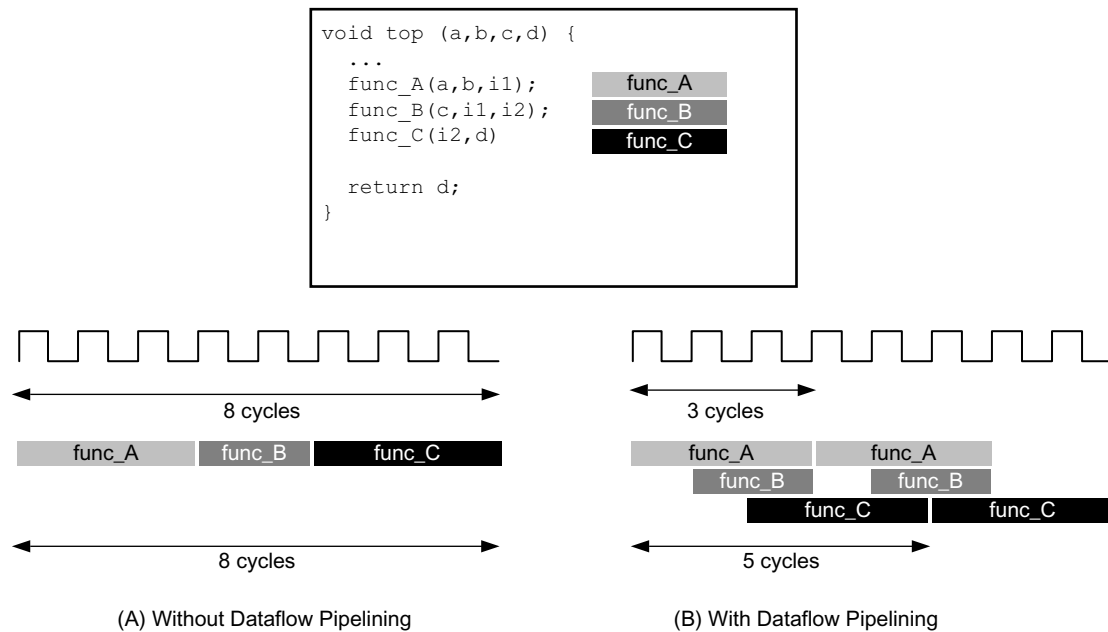 void top (a,b,c,d) {
...
func_A(a,b,i1);
func_B(c,i1,i2);
func_C(i2,d)
return d;
}
func_A
func_B
func_C
8 cycles
func_A func_B func_C
8 cycles
(A) Without Dataflow Pipelining
3 cycles
func_A func_A
func_B func_B
func_C func_C
5 cycles
(B) With Dataflow Pipelining